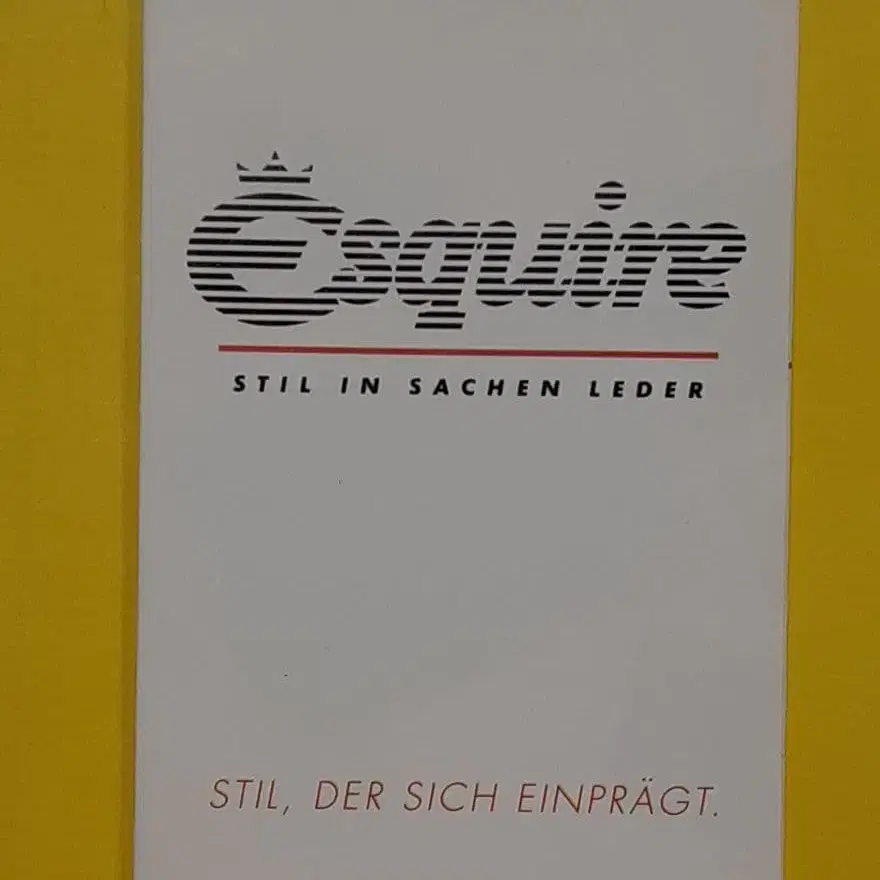 Esquire
STIL IN SACHEN LEDER
STIL, DER SICH EINPRÄGT.